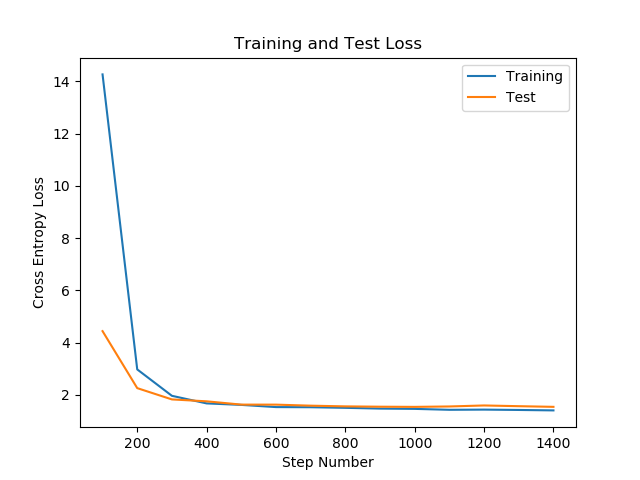 Training and Test Loss
Training
Test
14
12
10
8
6
4
2
Cross Entropy Loss
200 400 600 800 1000 1200 1400
Step Number